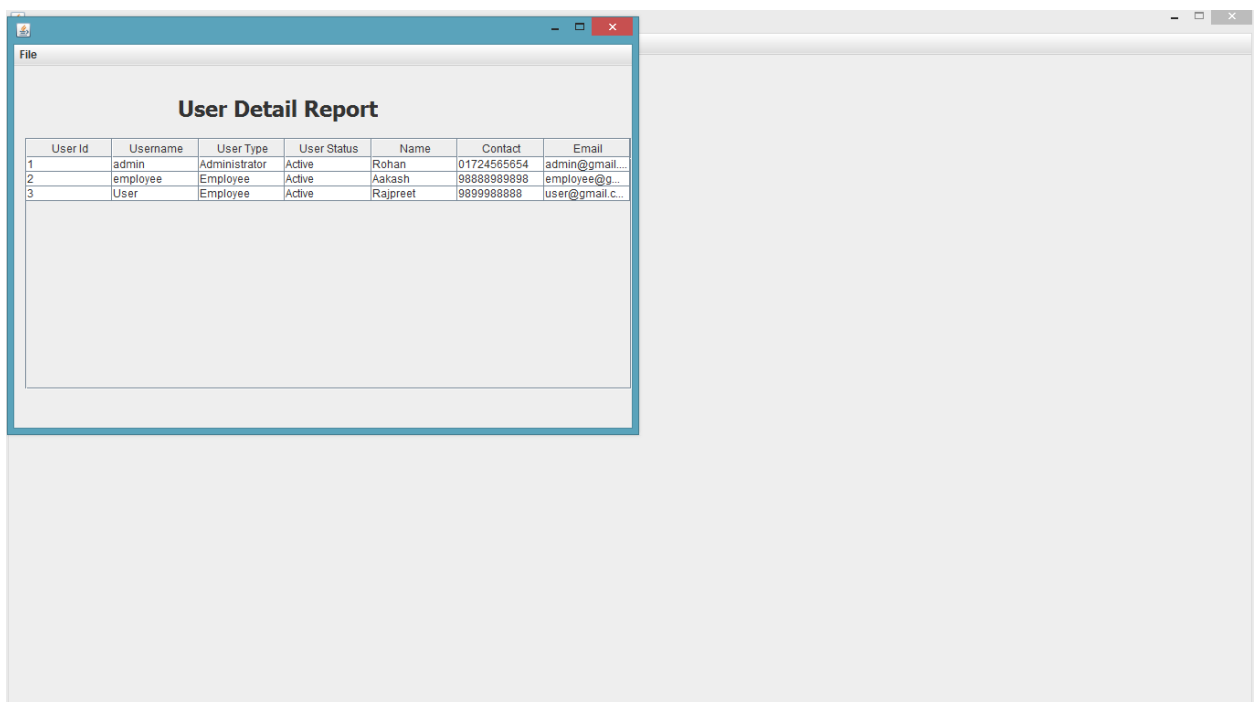 File
User Detail Report
User Id Username User Type User Status Name Contact Email
1 admin Administrator Active Rohan 01724565654 admin@gmail....
2 employee Employee Active Aakash 98888989898 employee@g...
3 User Employee Active Rajpreet 9899988888 user@gmail.c...